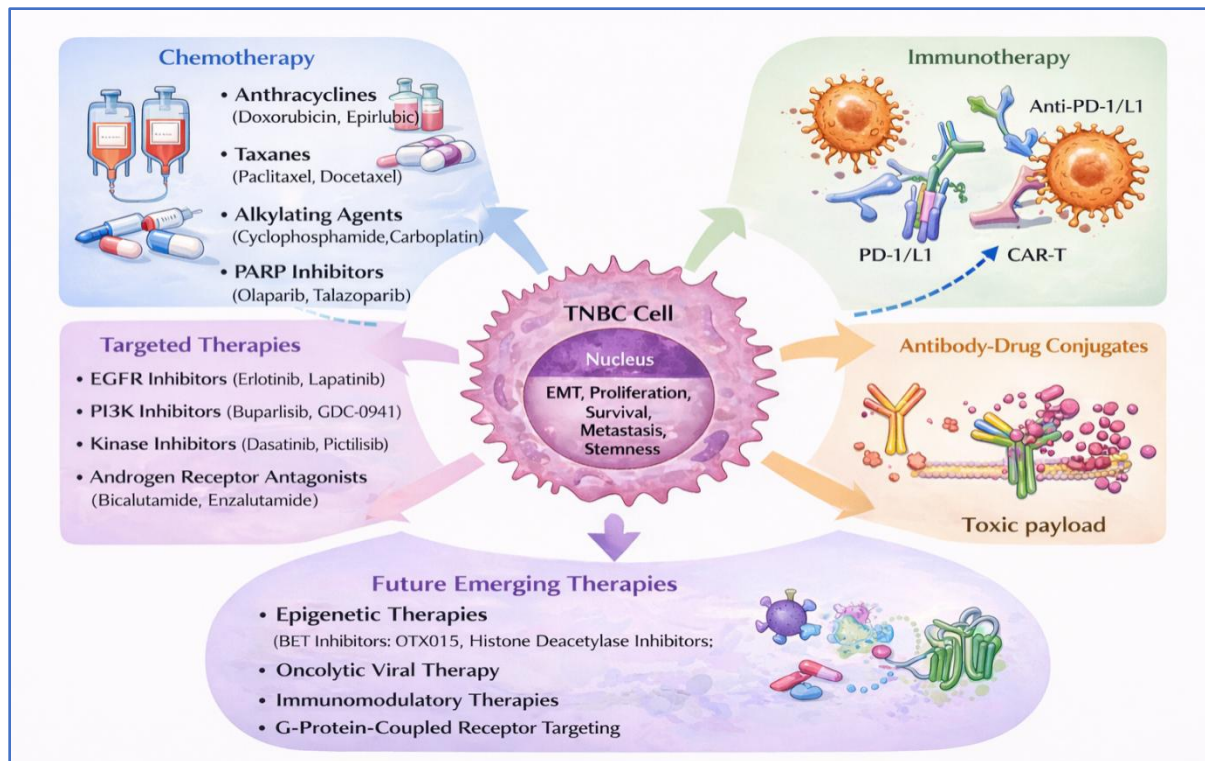 Chemotherapy
• Anthracyclines
(Doxorubicin, Epirlubic)
• Taxanes
(Paclitaxel, Docetaxel)
• Alkylating Agents
(Cyclophosphamide,Carboplatin)
• PARP Inhibitors
(Olaparib, Talazoparib)
Immunotherapy
Anti-PD-1/L1
PD-1/L1
CAR-T
TNBC Cell
Nucleus
EMT, Proliferation,
Survival,
Metastasis,
Stemness
Targeted Therapies
• EGFR Inhibitors (Erlotinib, Lapatinib)
• PI3K Inhibitors (Buparlisib, GDC-0941)
• Kinase Inhibitors (Dasatinib, Pictilisib)
• Androgen Receptor Antagonists
(Bicalutamide, Enzalutamide)
Antibody-Drug Conjugates
Toxic payload
Future Emerging Therapies
• Epigenetic Therapies
(BET Inhibitors: OTX015, Histone Deacetylase Inhibitors;
• Oncolytic Viral Therapy
• Immunomodulatory Therapies
• G-Protein-Coupled Receptor Targeting